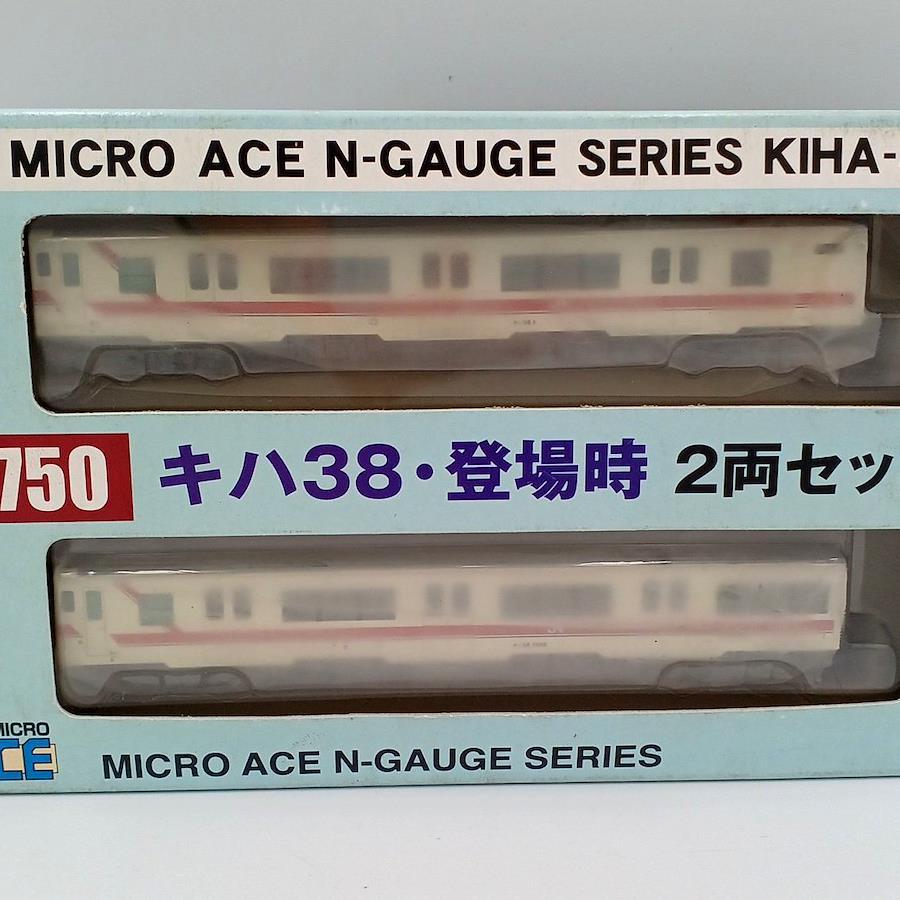 MICRO ACE N-GAUGE SERIES KIHA-
750
キハ38・登場時 2両セッ
MICRO
CE
MICRO ACE N-GAUGE SERIES